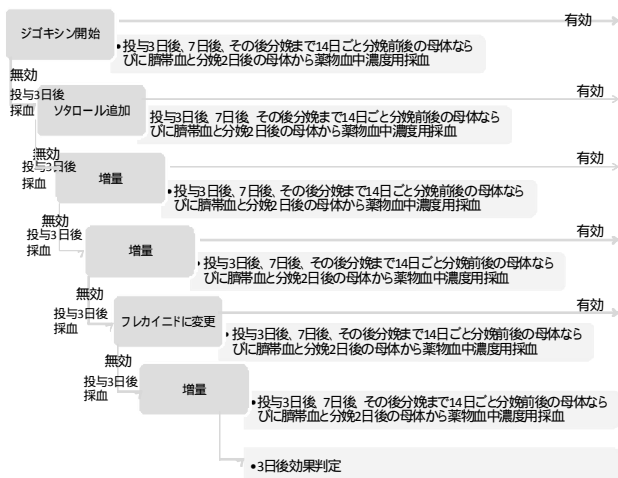 有効
ジゴキシン開始
•投与3日後、7日後、その後分娩まで14日ごと分娩前後の母体なら
びに臍帯血と分娩2日後の母体から薬物血中濃度用採血
無効
投与3日後
採血
有効
ソタロール追加
投与3日後、7日後、その後分娩まで14日ごと分娩前後の母体なら
びに臍帯血と分娩2日後の母体から薬物血中濃度用採血
無効
投与3日後
採血
有効
増量
•投与3日後、7日後、その後分娩まで14日ごと分娩前後の母体なら
びに臍帯血と分娩2日後の母体から薬物血中濃度用採血
無効
投与3日後
採血
有効
増量
•投与3日後、7日後、その後分娩まで14日ごと分娩前後の母体なら
びに臍帯血と分娩2日後の母体から薬物血中濃度用採血
無効
投与3日後
採血
有効
フレカイニドに変更
•投与3日後、7日後、その後分娩まで14日ごと分娩前後の母体なら
びに臍帯血と分娩2日後の母体から薬物血中濃度用採血
無効
投与3日後
採血
増量
•投与3日後、7日後、その後分娩まで14日ごと分娩前後の母体なら
びに臍帯血と分娩2日後の母体から薬物血中濃度用採血
•3日後効果判定